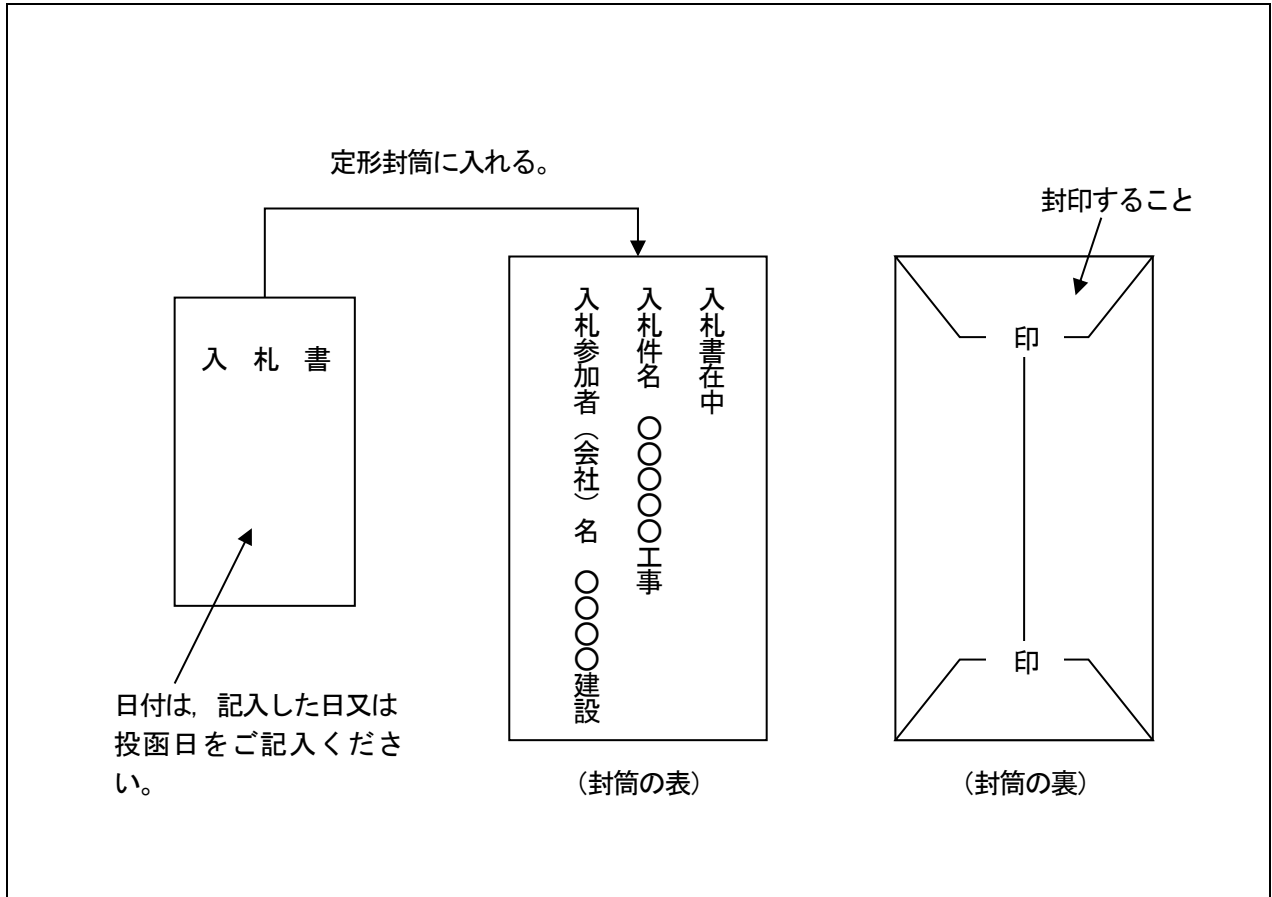 定形封筒に入れる。
封印すること
入 札 書
入札書在中
入札件名 〇〇〇〇〇工事
入札参加者(会社)名 〇〇〇〇建設
印
印
日付は，記入した日又は
投函日をご記入くださ
い。
(封筒の表)
(封筒の裏)